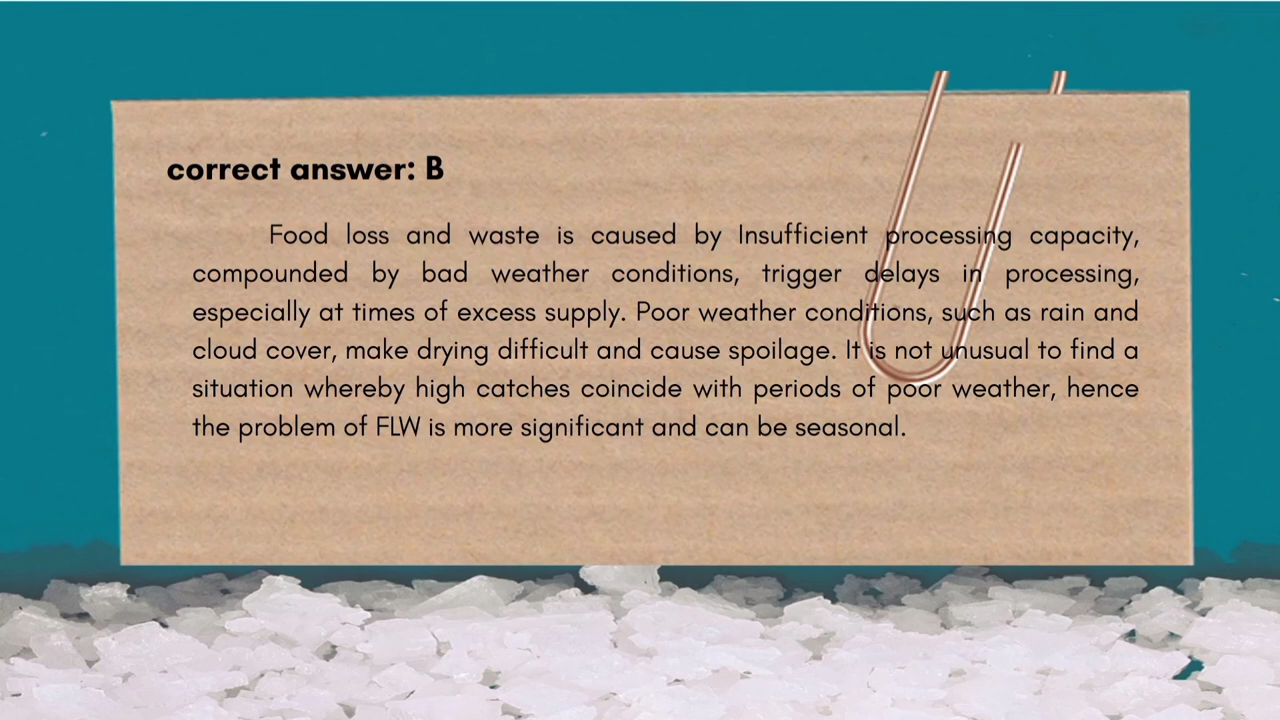 correct answer: B
Food loss and waste is caused by Insufficient processing capacity,
compounded by bad weather conditions, trigger delays in processing,
especially at times of excess supply. Poor weather conditions, such as rain and
cloud cover, make drying difficult and cause spoilage. It is not unusual to find a
situation whereby high catches coincide with periods of poor weather, hence
the problem of FLW is more significant and can be seasonal.